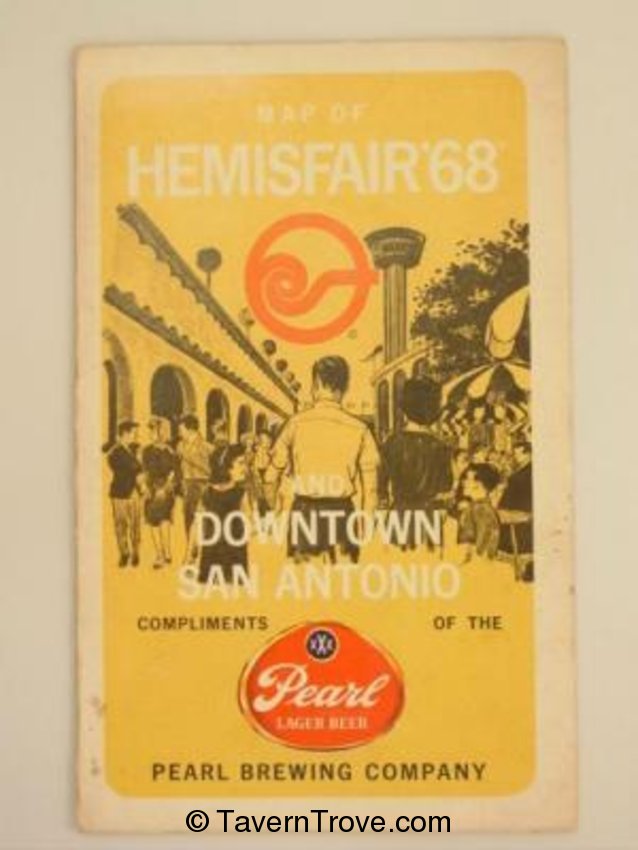 MAP OF
HEMISFAIR '68
AND
DOWNTOWN
SAN ANTONIO
COMPLIMENTS OF THE
XXX
Pearl
LAGER BEER
PEARL BREWING COMPANY
© TavernTrove.com